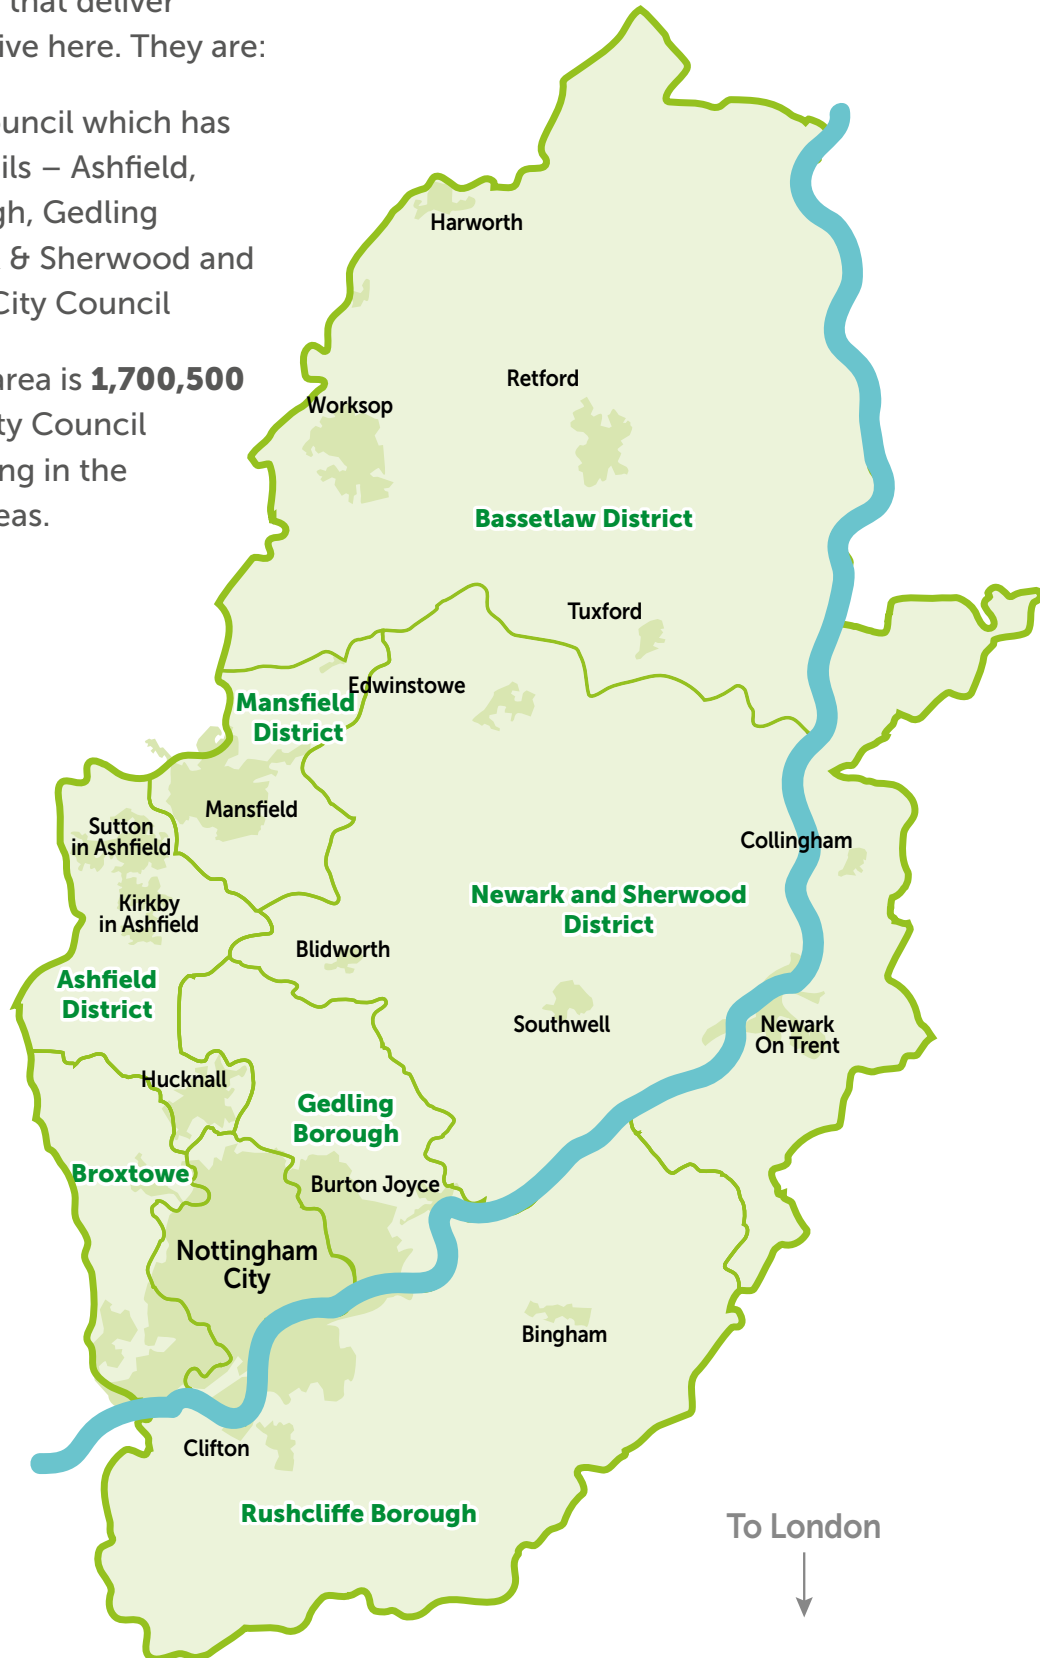 that deliver
ive here. They are:
ouncil which has
ils – Ashfield,
gh, Gedling
& Sherwood and
City Council
area is 1,700,500
ty Council
ng in the
eas.
Harworth
Retford
Worksop
Bassetlaw District
Tuxford
Edwinstowe
Mansfield
District
Mansfield
Sutton
in Ashfield
Collingham
Kirkby
in Ashfield
Newark and Sherwood
District
Blidworth
Ashfield
District
Southwell
Newark
On Trent
Hucknall
Gedling
Borough
Broxtowe
Burton Joyce
Nottingham
City
Bingham
Clifton
Rushcliffe Borough
To London